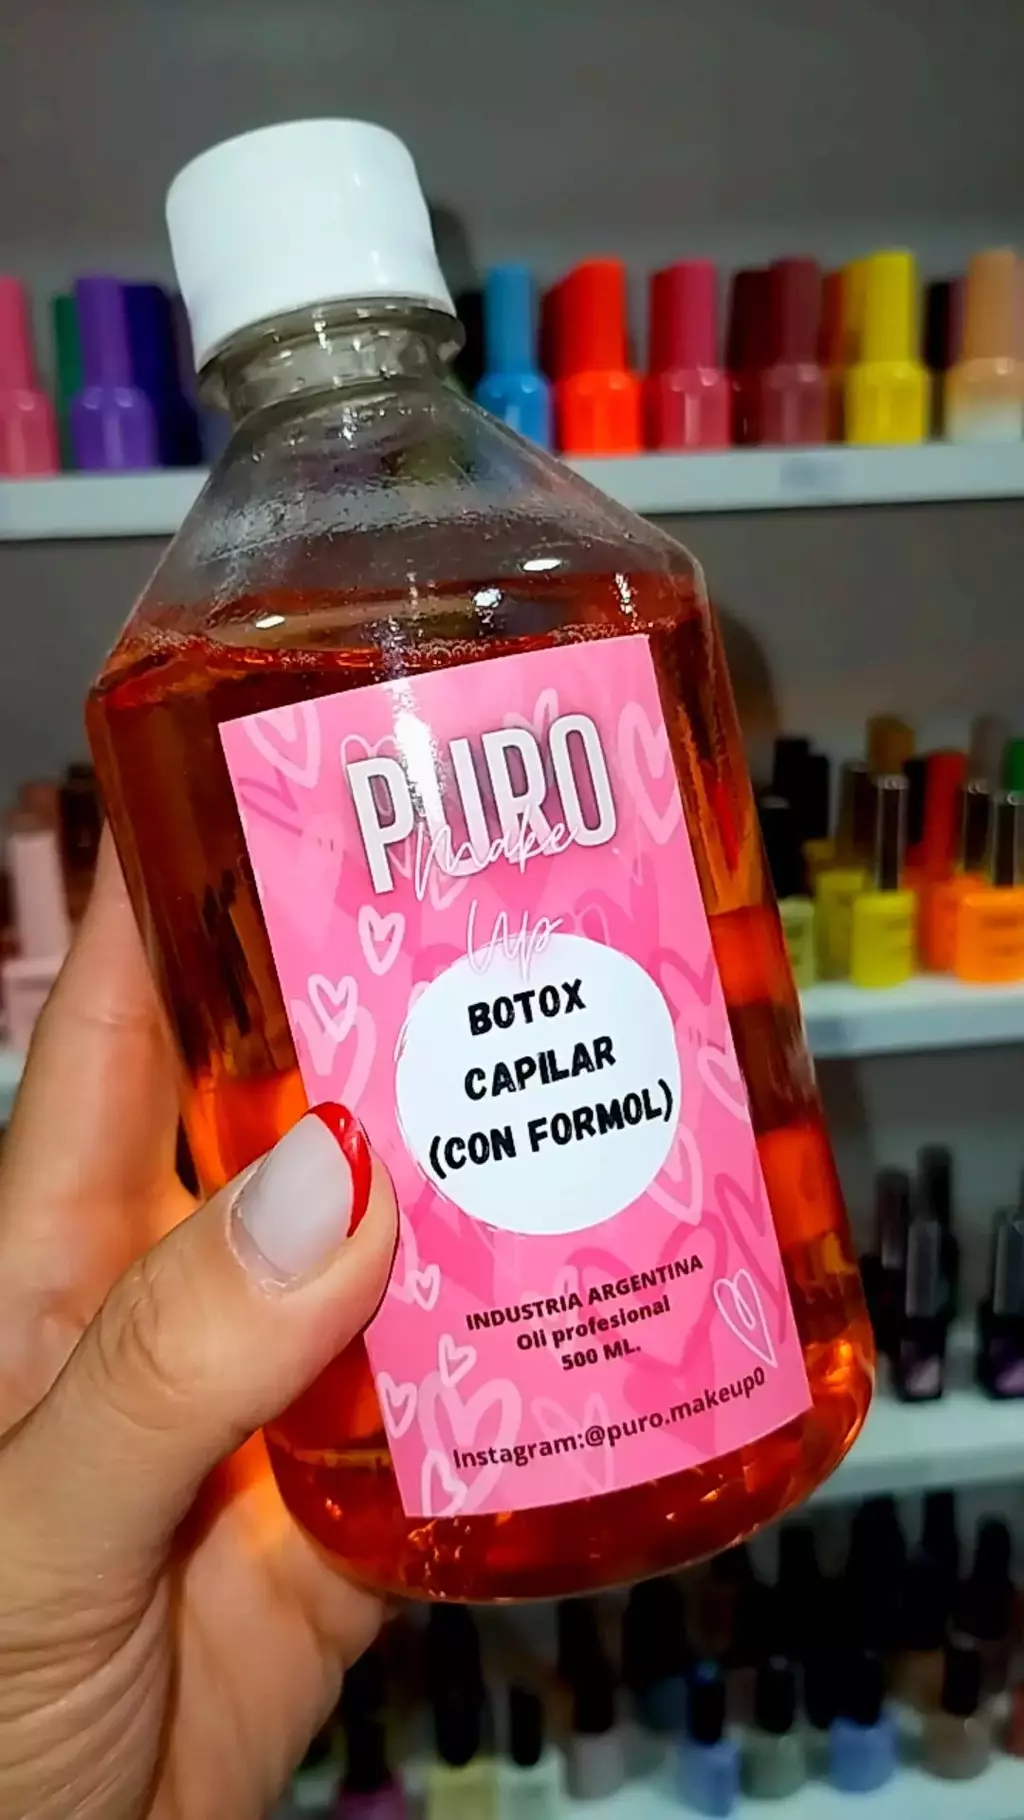 PURO
Make
Up
BOTOX
CAPILAR
(CON FORMOL)
INDUSTRIA ARGENTINA
Oli profesional
500 ML.
Instagram:@puro.makeup0